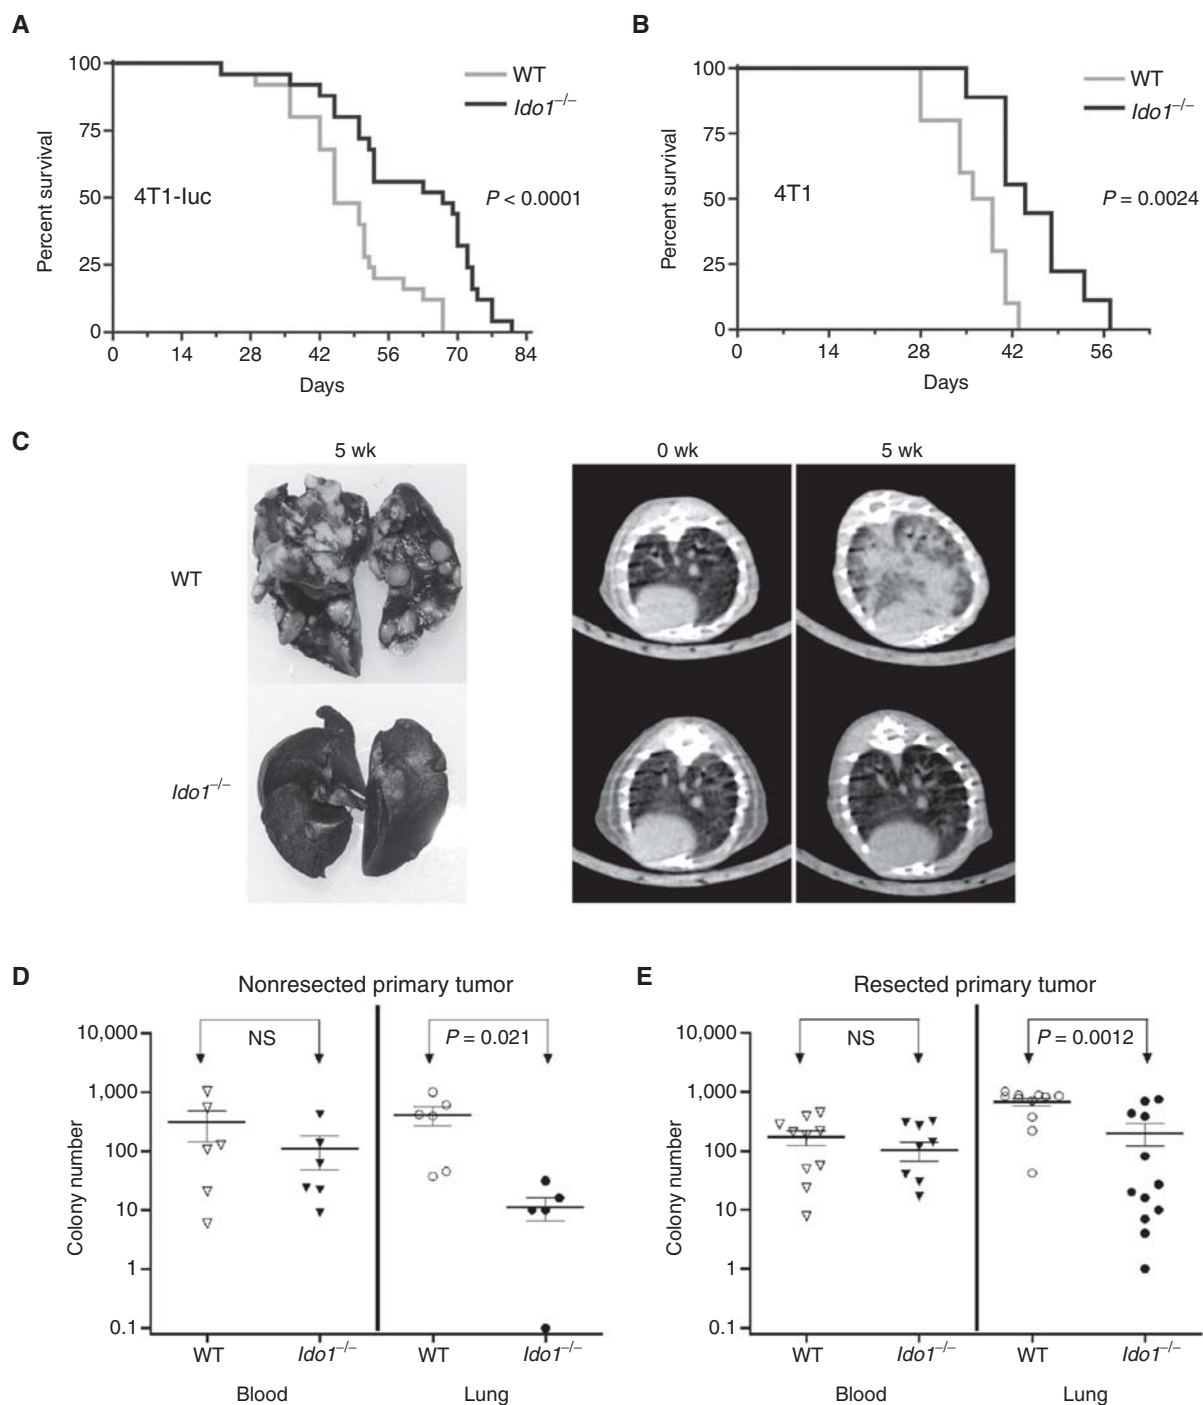 A
B
100
75
50
25
0
Percent survival
WT
Ido1–/–
4T1-luc
P < 0.0001
0 14 28 42 56 70 84
Days
100
75
50
25
0
Percent survival
WT
Ido1–/–
4T1
P = 0.0024
0 14 28 42 56
Days
C
5 wk
0 wk
5 wk
WT
Ido1–/–
D
Nonresected primary tumor
10,000
1,000
100
10
1
0.1
Colony number
NS
P = 0.021
WT Ido1–/– WT Ido1–/–
Blood Lung
E
Resected primary tumor
10,000
1,000
100
10
1
0.1
Colony number
NS
P = 0.0012
WT Ido1–/– WT Ido1–/–
Blood Lung